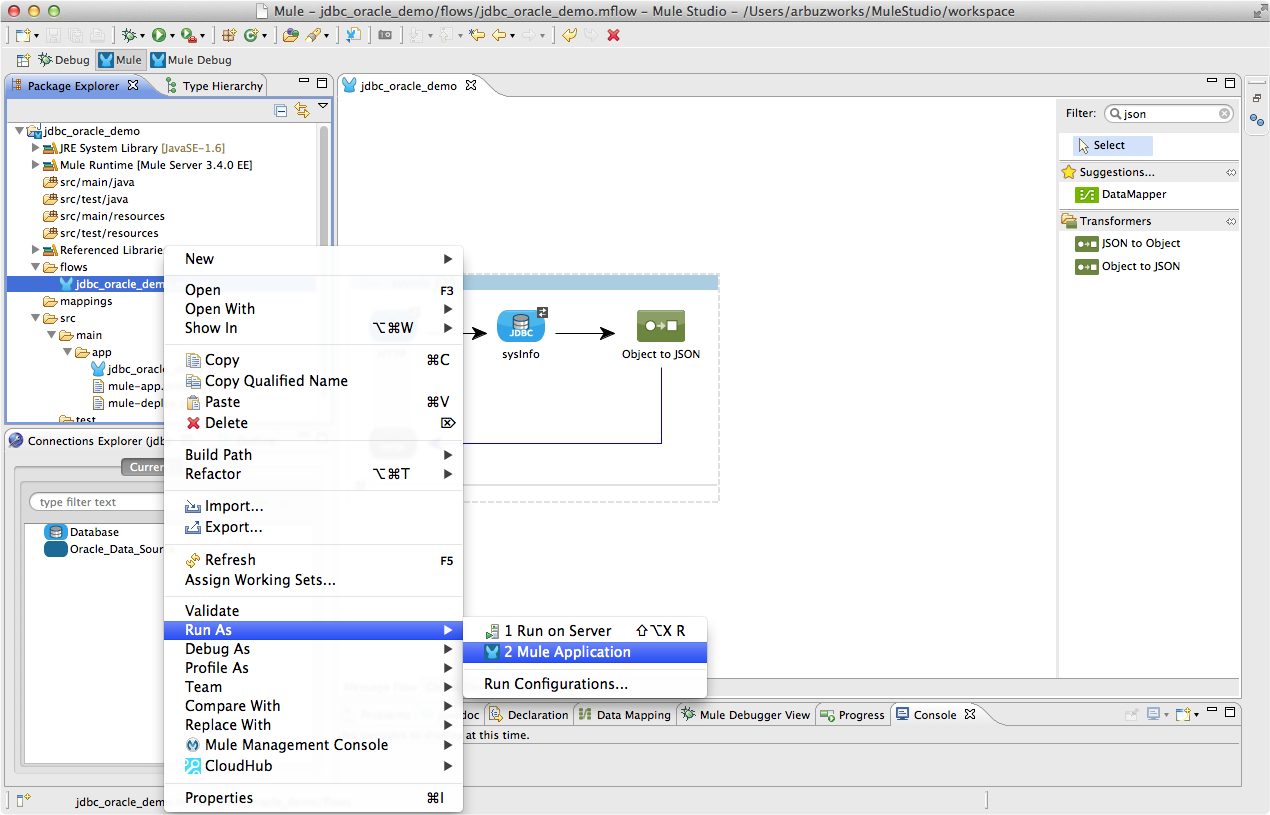 Mule - jdbc_oracle_demo/flows/jdbc_oracle_demo.mflow - Mule Studio - /Users/arbuzworks/MuleStudio/workspace
Debug Mule Mule Debug
Package Explorer Type Hierarchy
jdbc_oracle_demo
jdbc_oracle_demo
JRE System Library [JavaSE-1.6]
Mule Runtime [Mule Server 3.4.0 EE]
src/main/java
src/test/java
src/main/resources
src/test/resources
Referenced Librarie
flows
jdbc_oracle_dem
mappings
src
main
app
jdbc_oracle
mule-app.
mule-depl
test
Connections Explorer (jdb
Curre
type filter text
Database
Oracle_Data_Sour
New
Open F3
Open With
Show In ⌥⌘W
Copy ⌘C
Copy Qualified Name
Paste ⌘V
Delete ⌦
Build Path
Refactor ⌥⌘T
Import...
Export...
Refresh F5
Assign Working Sets...
Validate
Run As
Debug As
Profile As
Team
Compare With
Replace With
Mule Management Console
CloudHub
Properties ⌘I
1 Run on Server ⇧⌥X R
2 Mule Application
Run Configurations...
JDBC
sysInfo
Object to JSON
Filter: json
Select
Suggestions...
DataMapper
Transformers
JSON to Object
Object to JSON
doc Declaration Data Mapping Mule Debugger View Progress Console
at this time.
jdbc_oracle_dem